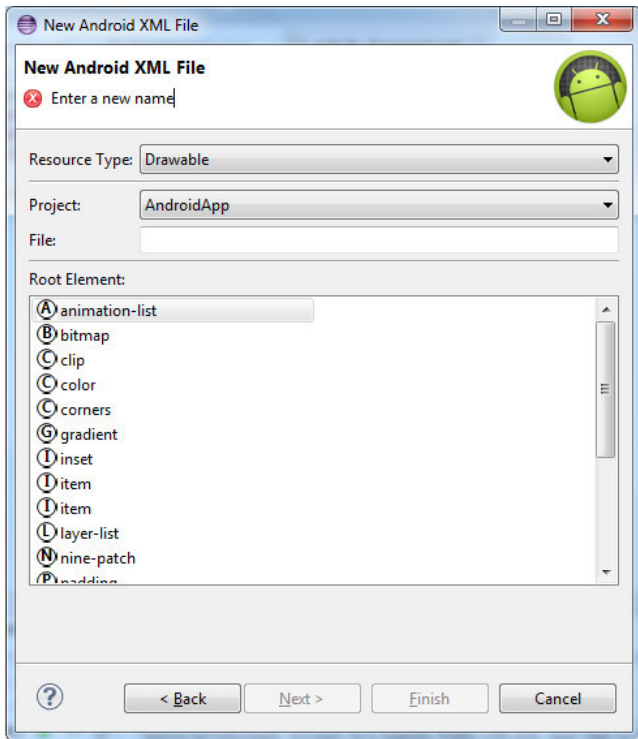 New Android XML File
New Android XML File
Enter a new name
Resource Type: Drawable
Project: AndroidApp
File:
Root Element:
A animation-list
B bitmap
C clip
C color
C corners
G gradient
I inset
I item
I item
L layer-list
N nine-patch
P padding
? < Back Next > Finish Cancel